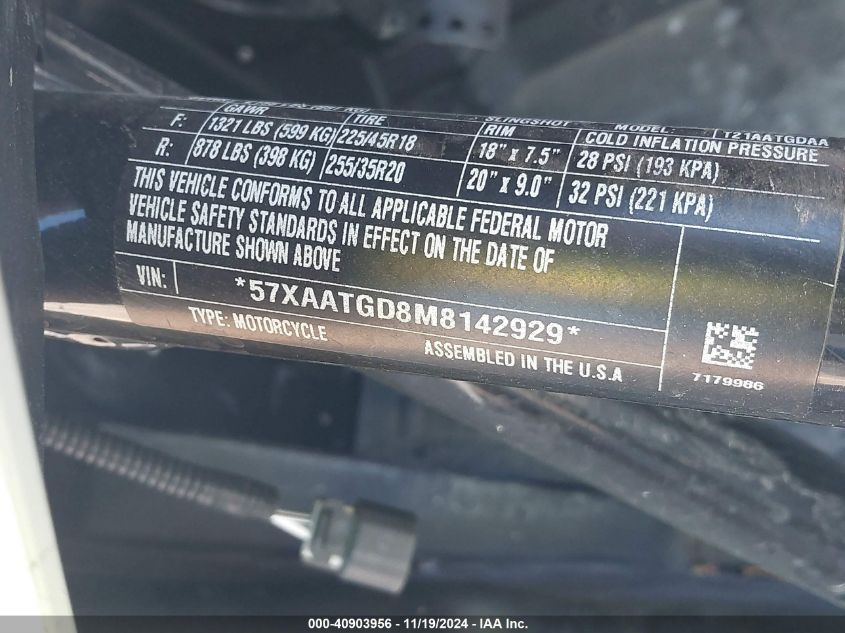 SLINGSHOT MODEL: T21AATGDAA
GAWR TIRE RIM COLD INFLATION PRESSURE
F: 1321 LBS (599 KG) 225/45R18 18" x 7.5" 28 PSI (193 KPA)
R: 878 LBS (398 KG) 255/35R20 20" x 9.0" 32 PSI (221 KPA)
THIS VEHICLE CONFORMS TO ALL APPLICABLE FEDERAL MOTOR
VEHICLE SAFETY STANDARDS IN EFFECT ON THE DATE OF
MANUFACTURE SHOWN ABOVE
VIN: *57XAATGD8M8142929*
TYPE: MOTORCYCLE ASSEMBLED IN THE U.S.A
7179986
000-40903956 - 11/19/2024 - IAA Inc.